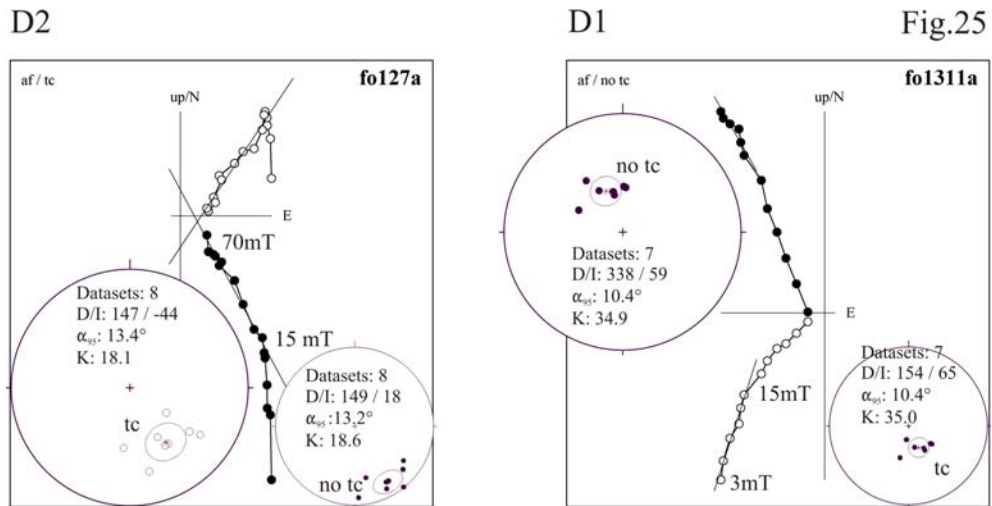 D2
D1
Fig.25
af / tc
fo127a
up/N
E
70mT
15 mT
Datasets: 8
D/I: 147 / -44
α₉₅: 13.4°
K: 18.1
tc
Datasets: 8
D/I: 149 / 18
α₉₅:13,2°
K: 18.6
no tc
af / no tc
fo1311a
up/N
no tc
Datasets: 7
D/I: 338 / 59
α₉₅: 10.4°
K: 34.9
E
15mT
3mT
Datasets: 7
D/I: 154 / 65
α₉₅: 10.4°
K: 35.0
tc